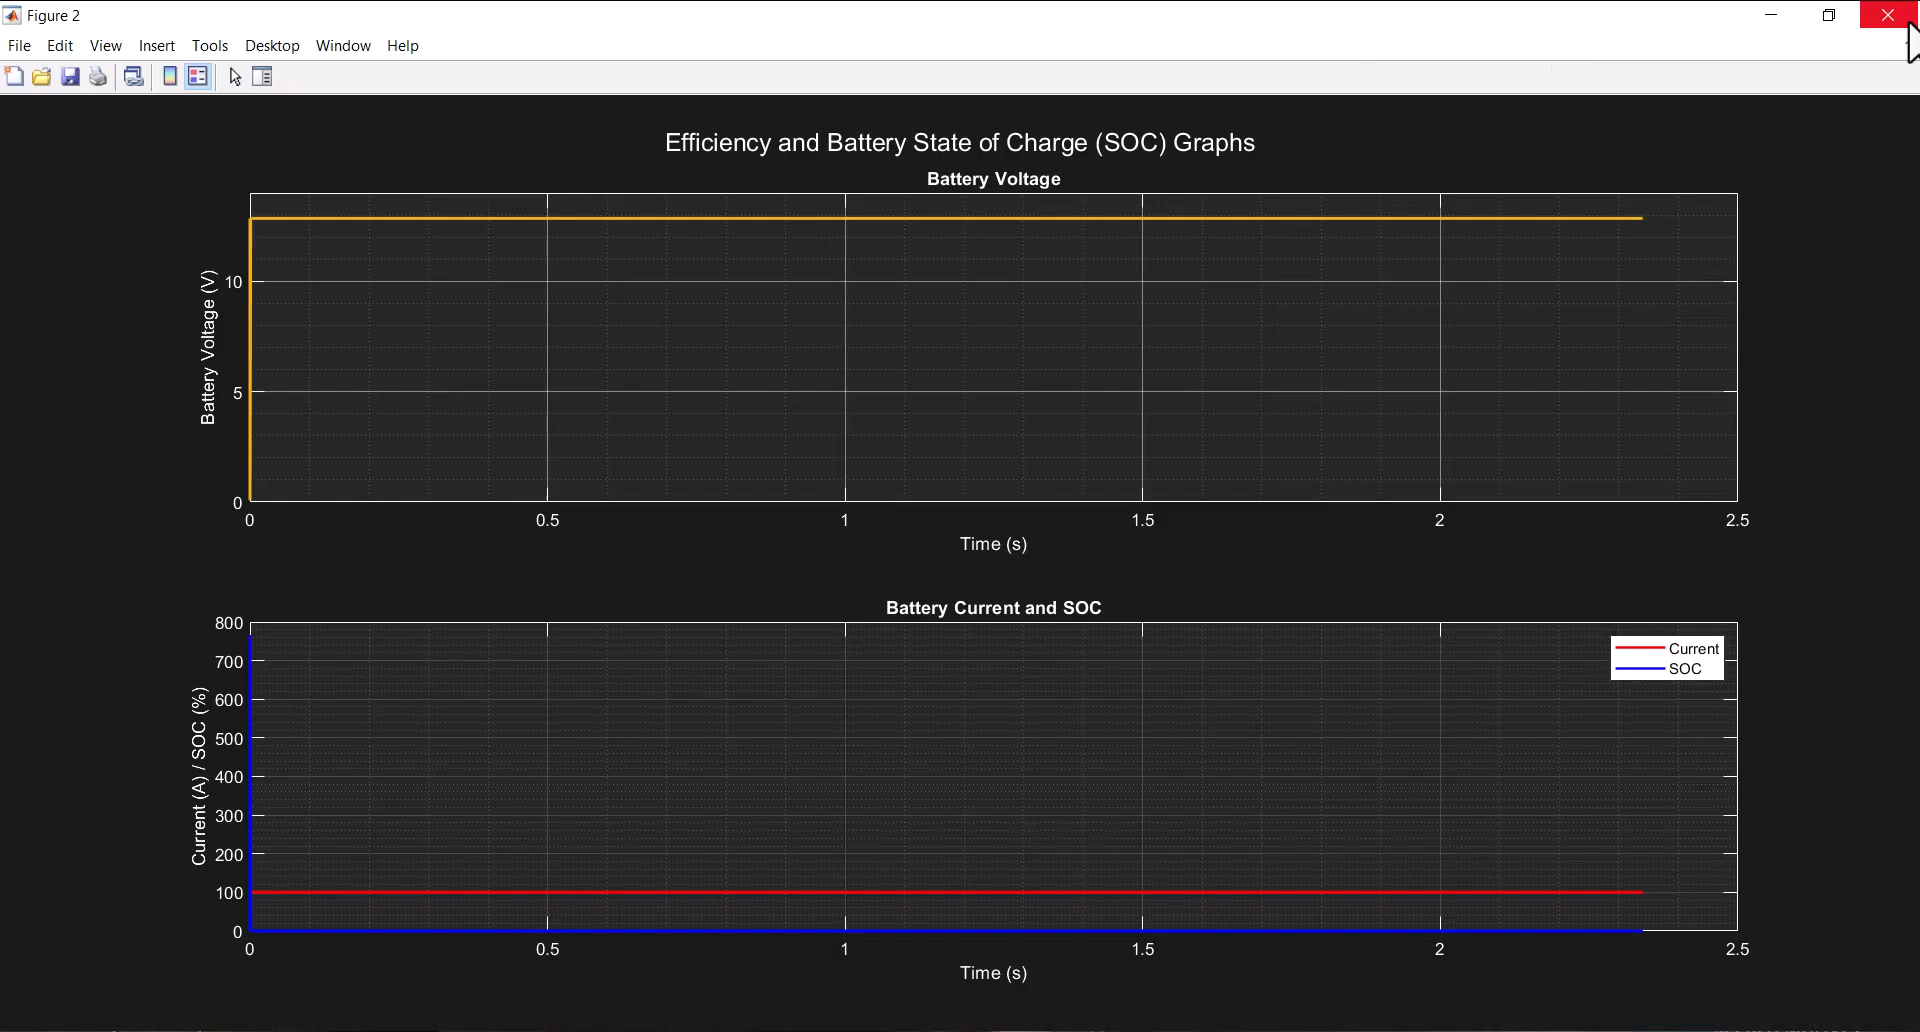 Figure 2
File Edit View Insert Tools Desktop Window Help
Efficiency and Battery State of Charge (SOC) Graphs
Battery Voltage
Battery Voltage (V)
10
5
0
0 0.5 1 1.5 2 2.5
Time (s)
Battery Current and SOC
Current (A) / SOC (%)
800
700
600
500
400
300
200
100
0
Current
SOC
0 0.5 1 1.5 2 2.5
Time (s)